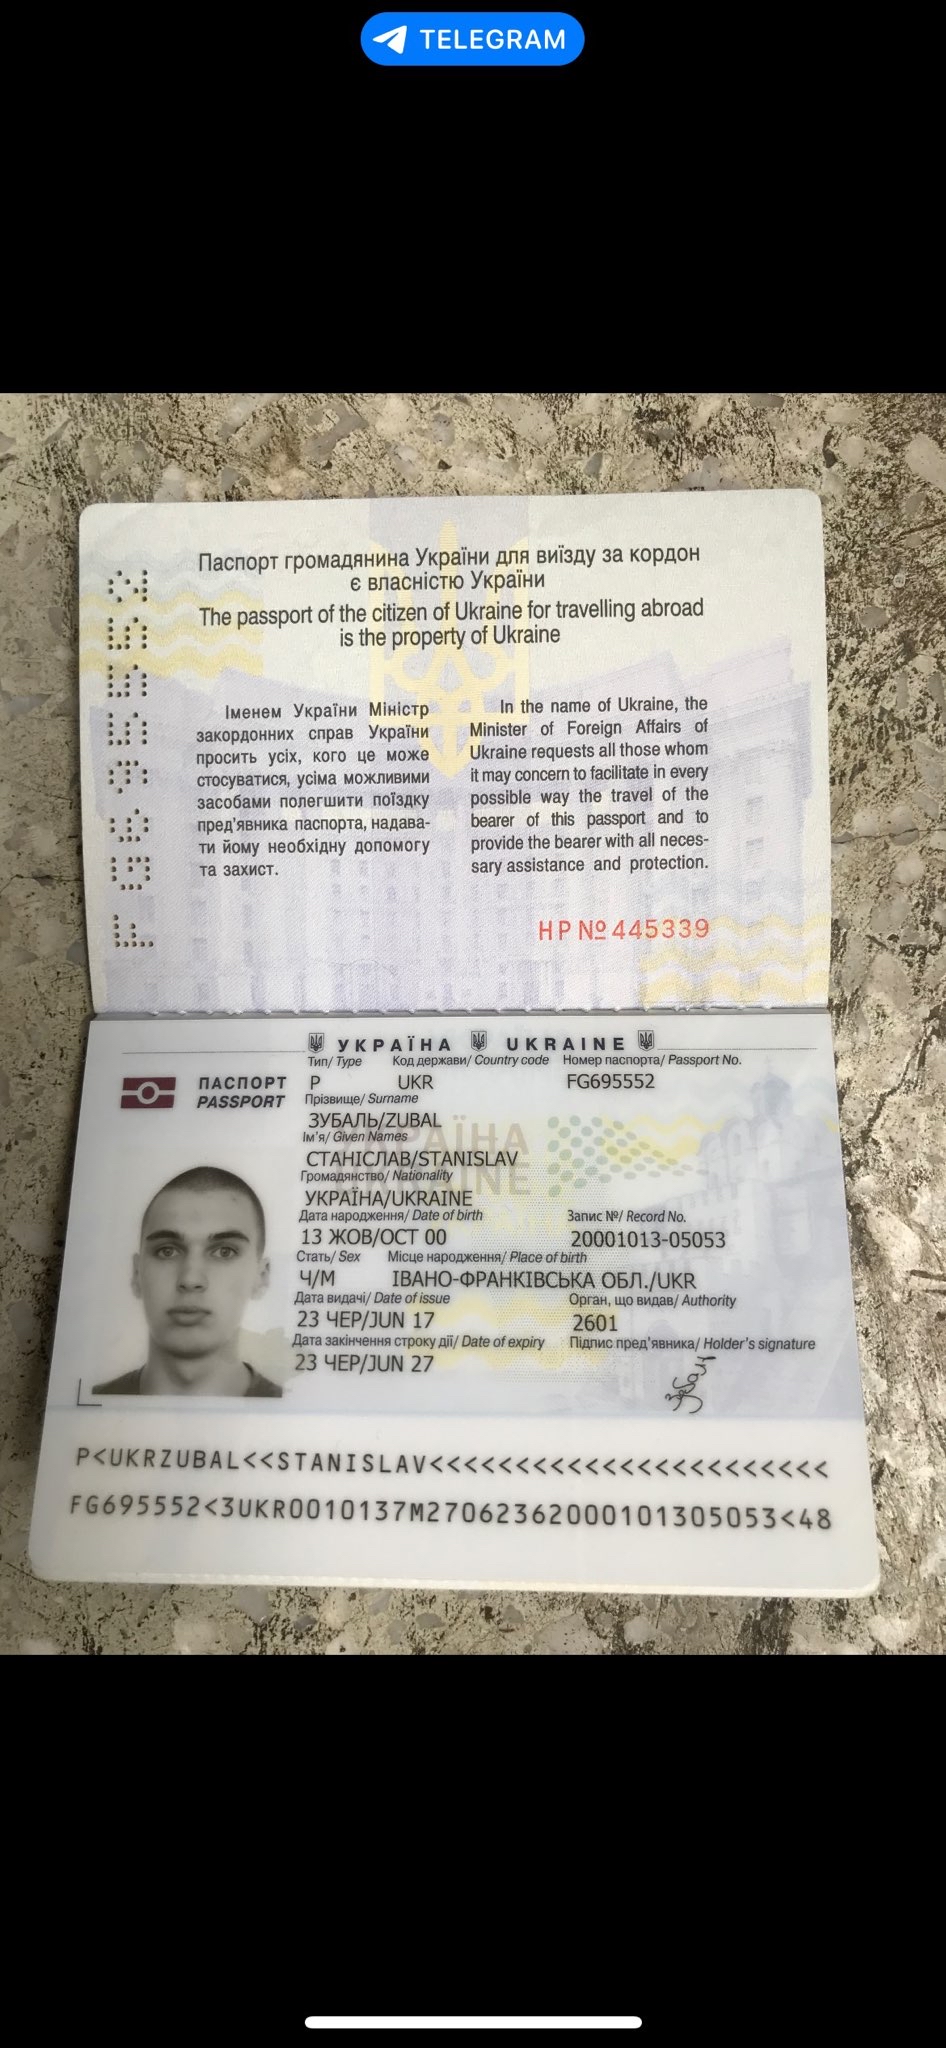 TELEGRAM
Паспорт громадянина України для виїзду за кордон
є власністю України
The passport of the citizen of Ukraine for travelling abroad
is the property of Ukraine
Іменем України Міністр
закордонних справ України
просить усіх, кого це може
стосуватися, усіма можливими
засобами полегшити поїздку
пред'явника паспорта, надава-
ти йому необхідну допомогу
та захист.
In the name of Ukraine, the
Minister of Foreign Affairs of
Ukraine requests all those whom
it may concern to facilitate in every
possible way the travel of the
bearer of this passport and to
provide the bearer with all neces-
sary assistance and protection.
НР №445339
FG695552
УКРАЇНА UKRAINE
Тип/ Type Код держави/ Country code Номер паспорта/ Passport No.
ПАСПОРТ P UKR FG695552
PASSPORT
Прізвище/ Surname
ЗУБАЛЬ/ZUBAL
Ім'я/ Given Names
СТАНІСЛАВ/STANISLAV
Громадянство/ Nationality
УКРАЇНА/UKRAINE
Дата народження/ Date of birth Запис №/ Record No.
13 ЖОВ/OCT 00 20001013-05053
Стать/ Sex Місце народження/ Place of birth
Ч/M ІВАНО-ФРАНКІВСЬКА ОБЛ./UKR
Дата видачі/ Date of issue Орган, що видав/ Authority
23 ЧЕР/JUN 17 2601
Дата закінчення строку дії/ Date of expiry Підпис пред'явника/ Holder's signature
23 ЧЕР/JUN 27
P<UKRZUBAL<<STANISLAV<<<<<<<<<<<<<<<<<<<<<<<
FG695552<3UKR0010137M2706236200010130505​3<48